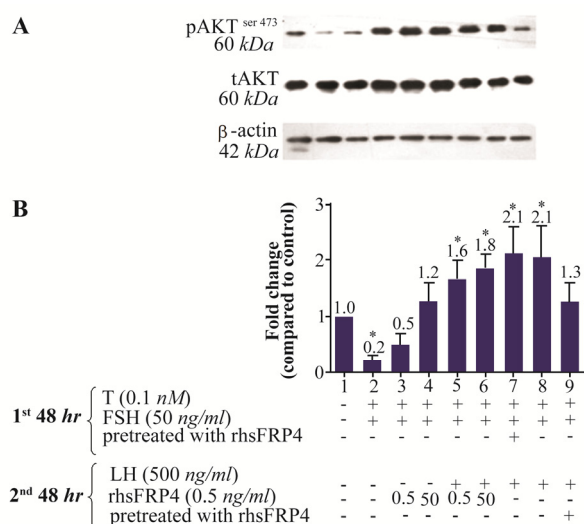 A
pAKT ser 473
60 kDa
tAKT
60 kDa
β-actin
42 kDa
B
Fold change
(compared to control)
3
2
1
0
1.0 * 0.2 0.5 1.2 * 1.6 * 1.8 * 2.1 * 2.1 1.3
1 2 3 4 5 6 7 8 9
1st 48 hr
T (0.1 nM) - + + + + + + + +
FSH (50 ng/ml) - + + + + + + + +
pretreated with rhsFRP4 - - - - - - + - -
2nd 48 hr
LH (500 ng/ml) - - - - + + + + +
rhsFRP4 (0.5 ng/ml) - - 0.5 50 0.5 50 - - -
pretreated with rhsFRP4 - - - - - - - - +